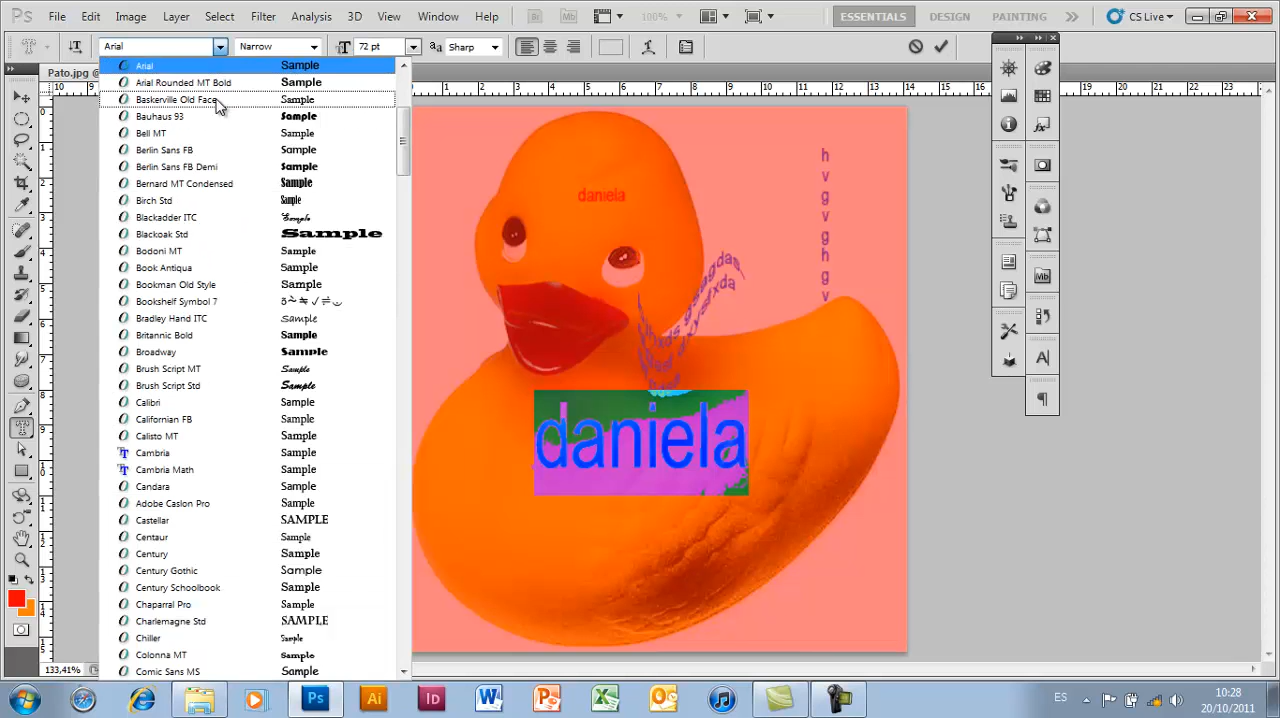 Ps File Edit Image Layer Select Filter Analysis 3D View Window Help Br Mb 100% ESSENTIALS DESIGN PAINTING CS Live
Arial Narrow 72 pt Sharp
Pato.jpg @
Arial Sample
Arial Rounded MT Bold Sample
Baskerville Old Face Sample
Bauhaus 93 Sample
Bell MT Sample
Berlin Sans FB Sample
Berlin Sans FB Demi Sample
Bernard MT Condensed Sample
Birch Std Sample
Blackadder ITC Sample
Blackoak Std Sample
Bodoni MT Sample
Book Antiqua Sample
Bookman Old Style Sample
Bookshelf Symbol 7
Bradley Hand ITC Sample
Britannic Bold Sample
Broadway Sample
Brush Script MT Sample
Brush Script Std Sample
Calibri Sample
Californian FB Sample
Calisto MT Sample
Cambria Sample
Cambria Math Sample
Candara Sample
Adobe Caslon Pro Sample
Castellar SAMPLE
Centaur Sample
Century Sample
Century Gothic Sample
Century Schoolbook Sample
Chaparral Pro Sample
Charlemagne Std SAMPLE
Chiller Sample
Colonna MT Sample
Comic Sans MS Sample
daniela
h
v
g
v
g
h
g
v
daniela
133,41%
Ps Ai Id
ES 10:28
20/10/2011